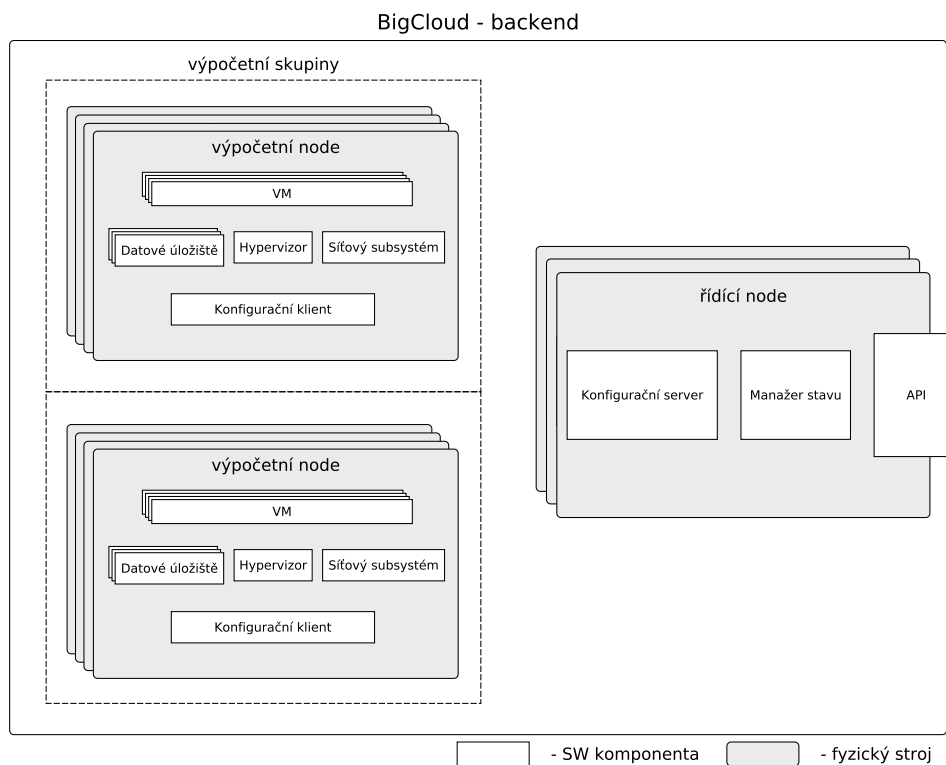 BigCloud - backend
výpočetní skupiny
výpočetní node
VM
Datové úložiště
Hypervizor
Síťový subsystém
Konfigurační klient
výpočetní node
VM
Datové úložiště
Hypervizor
Síťový subsystém
Konfigurační klient
řídící node
Konfigurační server
Manažer stavu
API
- SW komponenta
- fyzický stroj